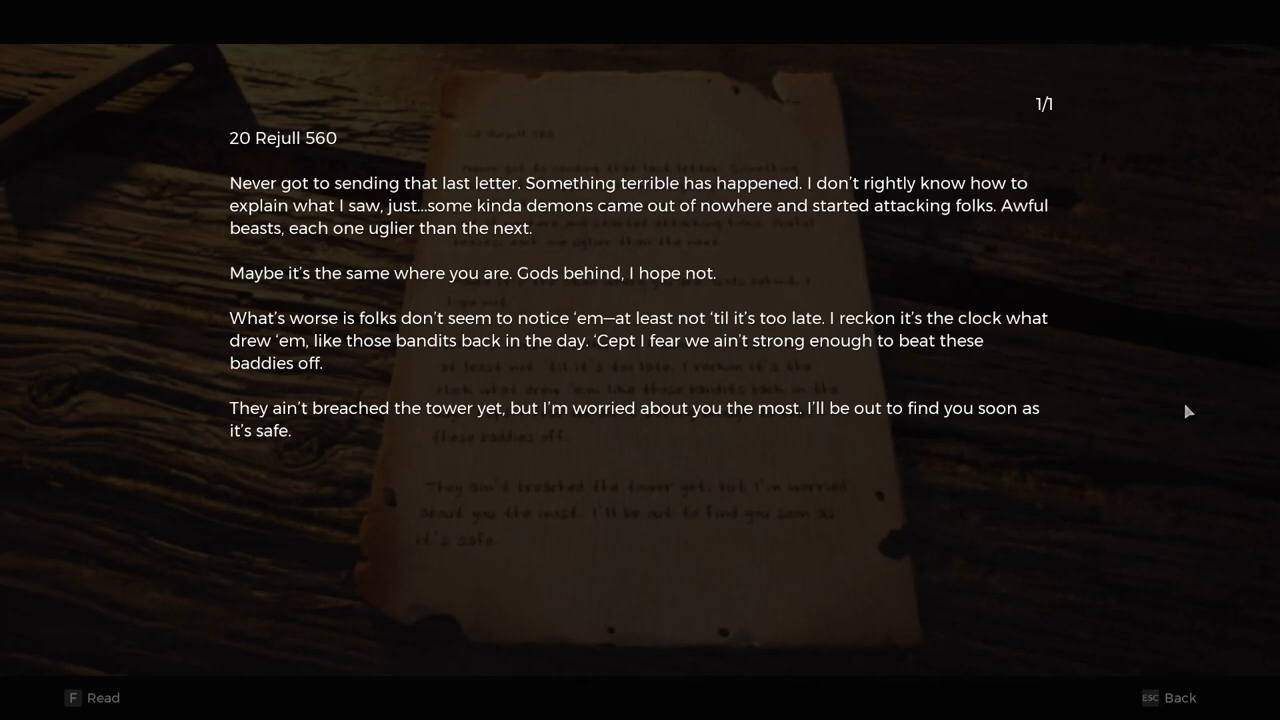 1/1
20 Rejull 560
Never got to sending that last letter. Something terrible has happened. I don’t rightly know how to
explain what I saw, just...some kinda demons came out of nowhere and started attacking folks. Awful
beasts, each one uglier than the next.
Maybe it’s the same where you are. Gods behind, I hope not.
What’s worse is folks don’t seem to notice ‘em—at least not ‘til it’s too late. I reckon it’s the clock what
drew ‘em, like those bandits back in the day. ‘Cept I fear we ain’t strong enough to beat these
baddies off.
They ain’t breached the tower yet, but I’m worried about you the most. I’ll be out to find you soon as
it’s safe.
F Read
ESC Back